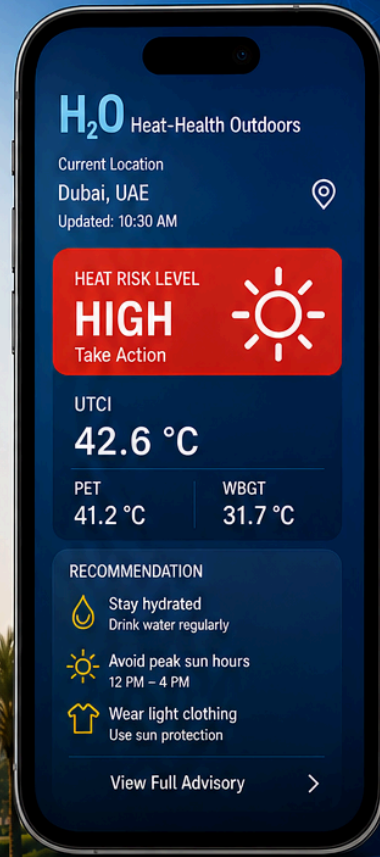 H₂O Heat-Health Outdoors
Current Location
Dubai, UAE
Updated: 10:30 AM
HEAT RISK LEVEL
HIGH
Take Action
UTCI
42.6 °C
PET
WBGT
41.2 °C
31.7 °C
RECOMMENDATION
Stay hydrated
Drink water regularly
Avoid peak sun hours
12 PM – 4 PM
Wear light clothing
Use sun protection
View Full Advisory